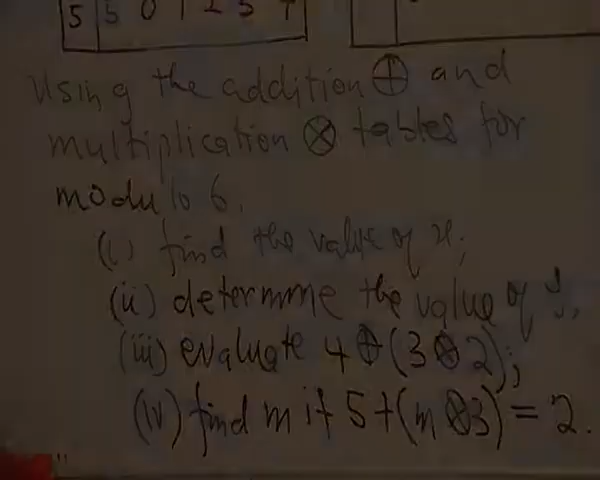 5 5 0 1 2 3 4
Using the addition ⊕ and
multiplication ⊗ tables for
modulo 6.
(i) find the value of x;
(ii) determine the value of y,
(iii) evaluate 4 ⊕ (3 ⊗ 2);
(iv) find m if 5 + (m ⊗ 3) = 2.